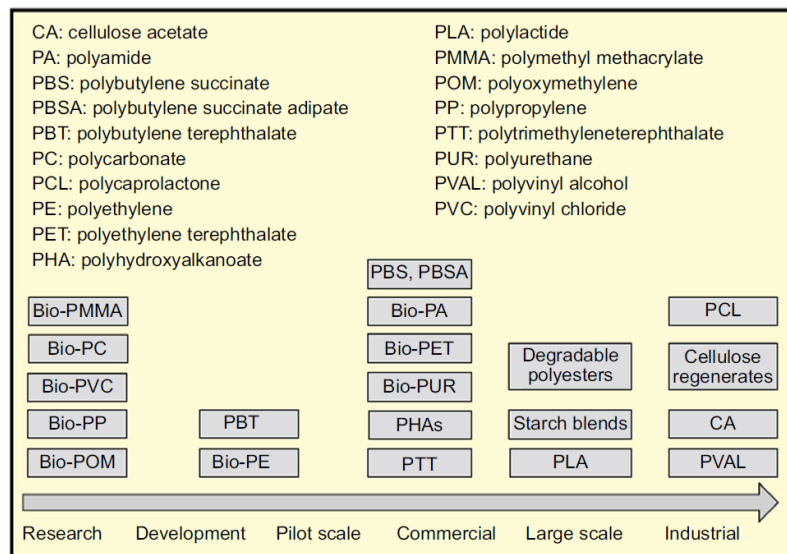 CA: cellulose acetate
PA: polyamide
PBS: polybutylene succinate
PBSA: polybutylene succinate adipate
PBT: polybutylene terephthalate
PC: polycarbonate
PCL: polycaprolactone
PE: polyethylene
PET: polyethylene terephthalate
PHA: polyhydroxyalkanoate
PLA: polylactide
PMMA: polymethyl methacrylate
POM: polyoxymethylene
PP: polypropylene
PTT: polytrimethyleneterephthalate
PUR: polyurethane
PVAL: polyvinyl alcohol
PVC: polyvinyl chloride
Bio-PMMA
Bio-PC
Bio-PVC
Bio-PP
Bio-POM
PBT
Bio-PE
PBS, PBSA
Bio-PA
Bio-PET
Bio-PUR
PHAs
PTT
Degradable
polyesters
Starch blends
PLA
PCL
Cellulose
regenerates
CA
PVAL
Research Development Pilot scale Commercial Large scale Industrial